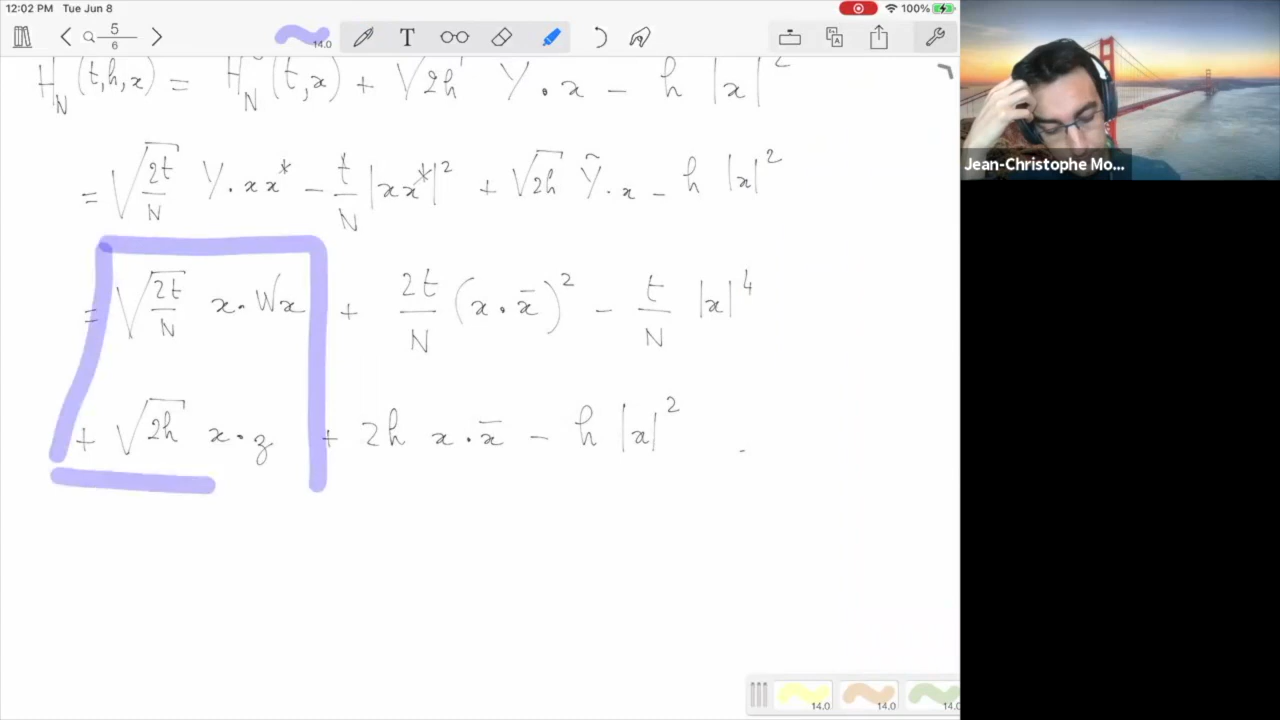 12:02 PM Tue Jun 8
100%
5
6
14.0
T
H_N(t,h,x) = H_N°(t,x) + √2h Ỹ·x − h |x|²
= √(2t/N) Y·xx* − t/N |xx*|² + √2h Ỹ·x − h |x|²
= √(2t/N) x·Wx + 2t/N (x·x̄)² − t/N |x|⁴
+ √2h x·z + 2h x·x̄ − h |x|²
Jean-Christophe Mo...
14.0
14.0
14.0